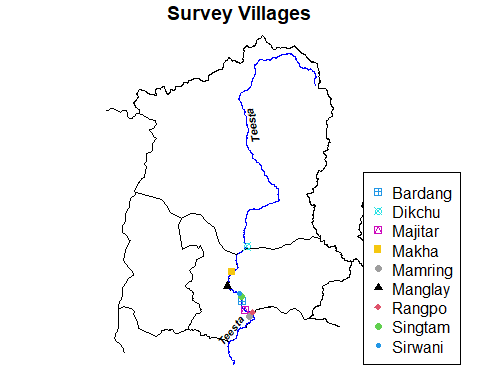 Survey Villages
Teesta
Bardang
Dikchu
Majitar
Makha
Mamring
Manglay
Rangpo
Singtam
Sirwani
Teesta